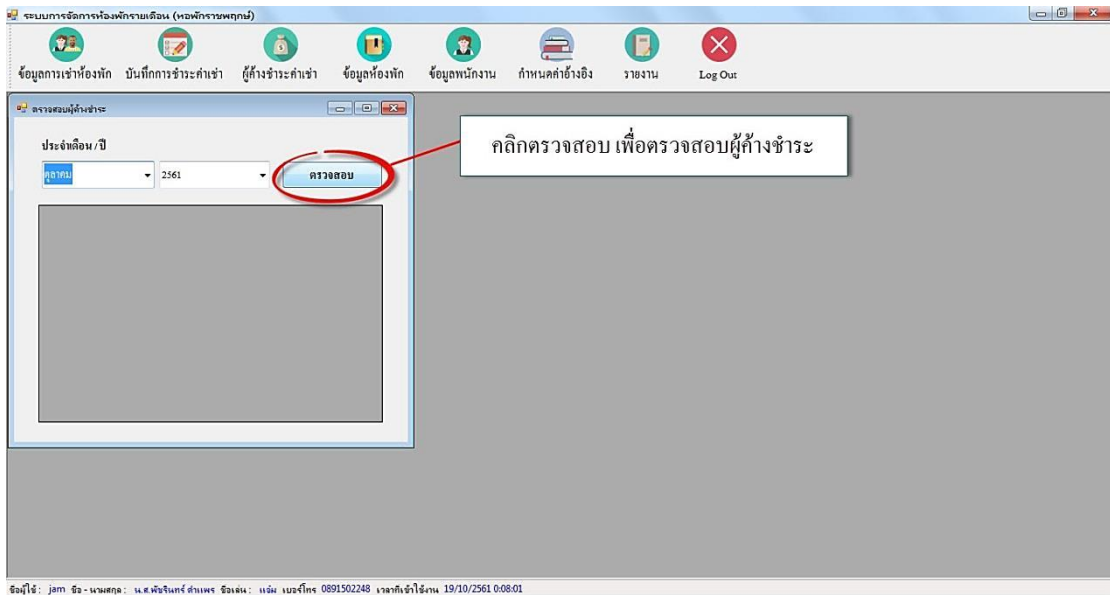 ระบบการจัดการห้องพักรายเดือน (หอพักราชพฤกษ์)
ข้อมูลการเช่าห้องพัก บันทึกการชำระค่าเช่า ผู้ค้างชำระค่าเช่า ข้อมูลห้องพัก ข้อมูลพนักงาน กำหนดค่าอ้างอิง รายงาน Log Out
ตรวจสอบผู้ค้างชำระ
ประจำเดือน / ปี
ตุลาคม 2561 ตรวจสอบ
คลิกตรวจสอบ เพื่อตรวจสอบผู้ค้างชำระ
ชื่อผู้ใช้ : jam ชื่อ - นามสกุล : น.ส.พัชรินทร์ ดำแพร ชื่อเล่น : แจ่ม เบอร์โทร 0891502248 เวลาที่เข้าใช้งาน 19/10/2561 0:08:01